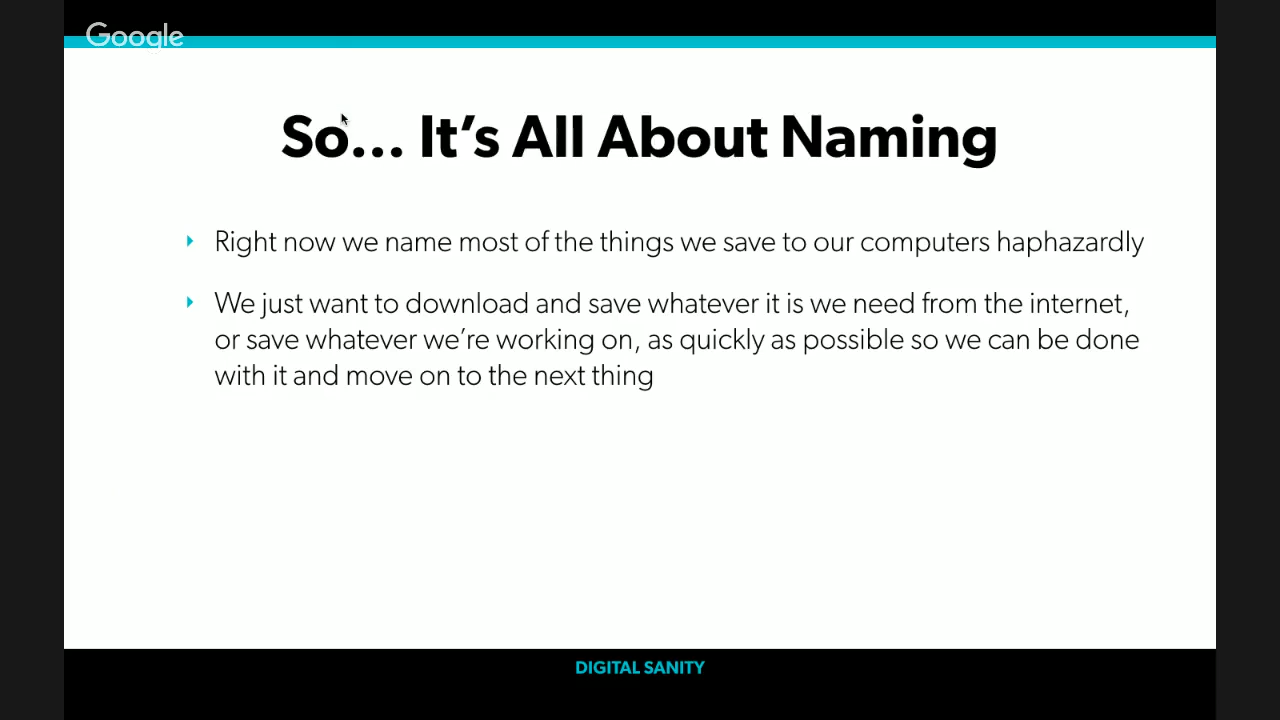 Google
So... It's All About Naming
Right now we name most of the things we save to our computers haphazardly
We just want to download and save whatever it is we need from the internet,
or save whatever we're working on, as quickly as possible so we can be done
with it and move on to the next thing
DIGITAL SANITY